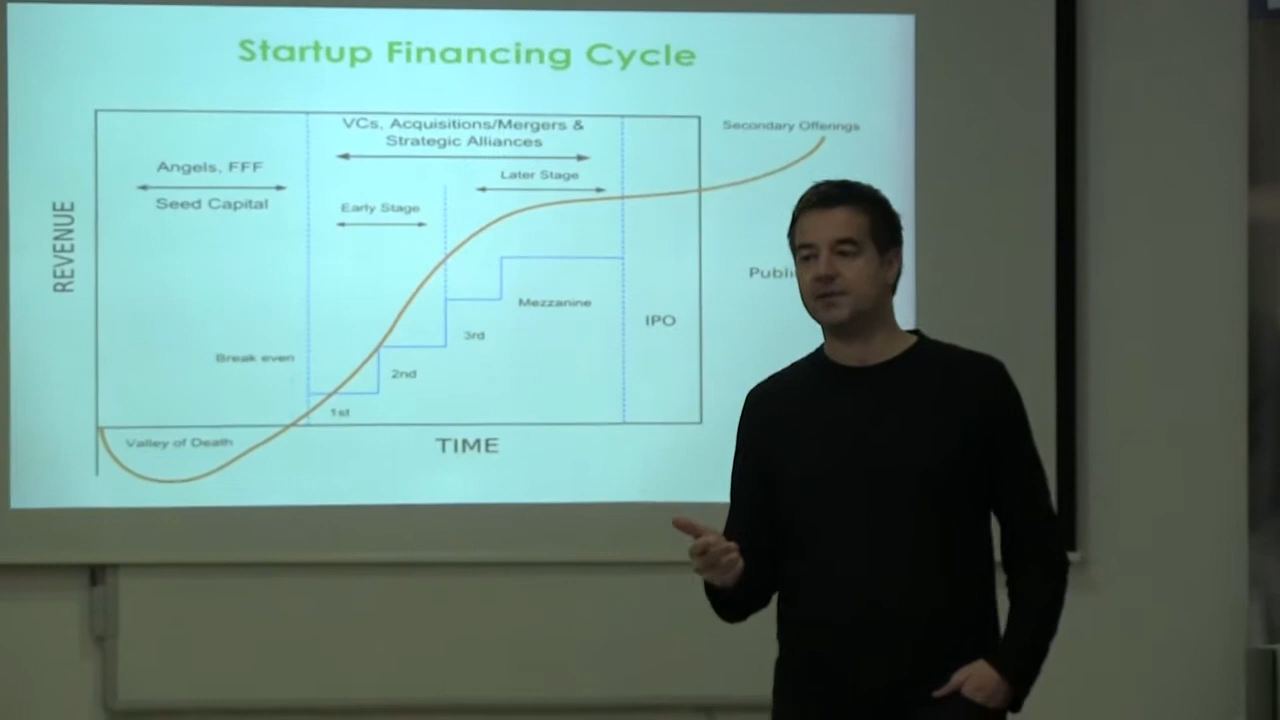 Startup Financing Cycle
VCs, Acquisitions/Mergers &
Strategic Alliances
Secondary Offerings
Angels, FFF
Seed Capital
Later Stage
Early Stage
REVENUE
Mezzanine
IPO
3rd
Break even
2nd
1st
Valley of Death
TIME